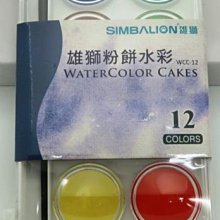 SIMBALION 雄獅
雄獅粉餅水彩
WCC-12
WATERCOLOR CAKES
12
COLORS